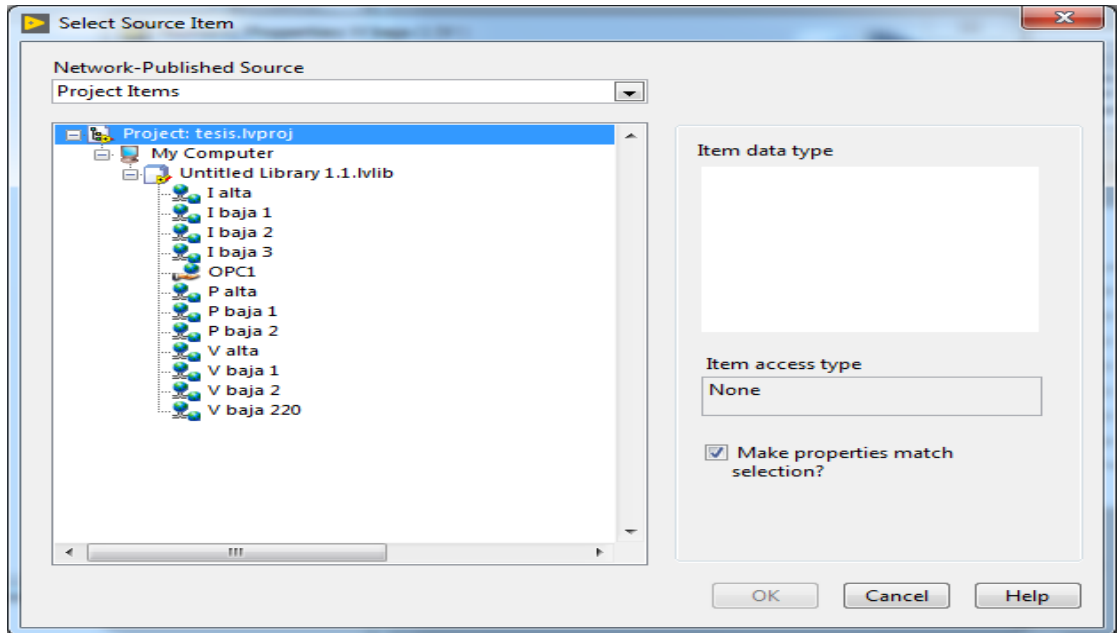 Select Source Item
Network-Published Source
Project Items
Project: tesis.lvproj
My Computer
Untitled Library 1.1.lvlib
I alta
I baja 1
I baja 2
I baja 3
OPC1
P alta
P baja 1
P baja 2
V alta
V baja 1
V baja 2
V baja 220
Item data type
Item access type
None
Make properties match
selection?
OK
Cancel
Help